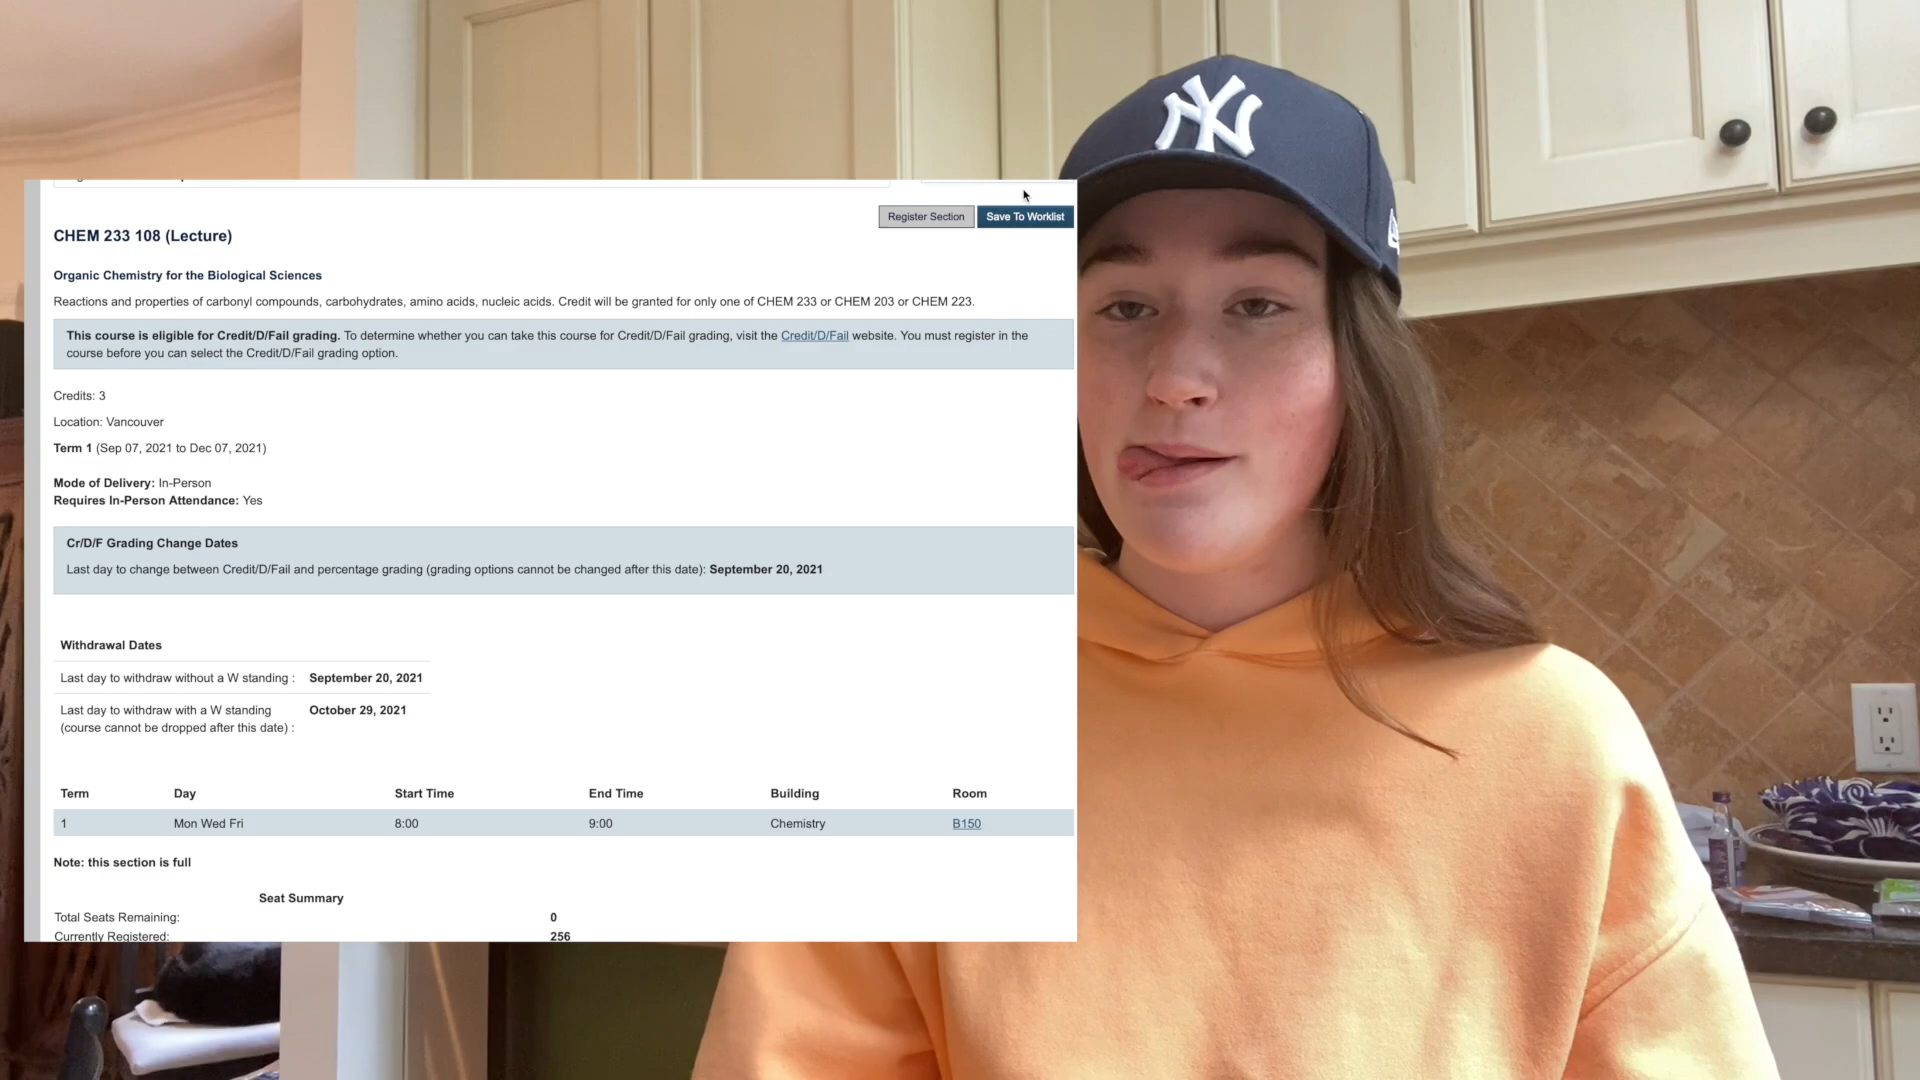 NY
Register Section Save To Worklist
CHEM 233 108 (Lecture)
Organic Chemistry for the Biological Sciences
Reactions and properties of carbonyl compounds, carbohydrates, amino acids, nucleic acids. Credit will be granted for only one of CHEM 233 or CHEM 203 or CHEM 223.
This course is eligible for Credit/D/Fail grading. To determine whether you can take this course for Credit/D/Fail grading, visit the Credit/D/Fail website. You must register in the
course before you can select the Credit/D/Fail grading option.
Credits: 3
Location: Vancouver
Term 1 (Sep 07, 2021 to Dec 07, 2021)
Mode of Delivery: In-Person
Requires In-Person Attendance: Yes
Cr/D/F Grading Change Dates
Last day to change between Credit/D/Fail and percentage grading (grading options cannot be changed after this date): September 20, 2021
Withdrawal Dates
Last day to withdraw without a W standing : September 20, 2021
Last day to withdraw with a W standing October 29, 2021
(course cannot be dropped after this date) :
Term Day Start Time End Time Building Room
1 Mon Wed Fri 8:00 9:00 Chemistry B150
Note: this section is full
Seat Summary
Total Seats Remaining: 0
Currently Registered: 256